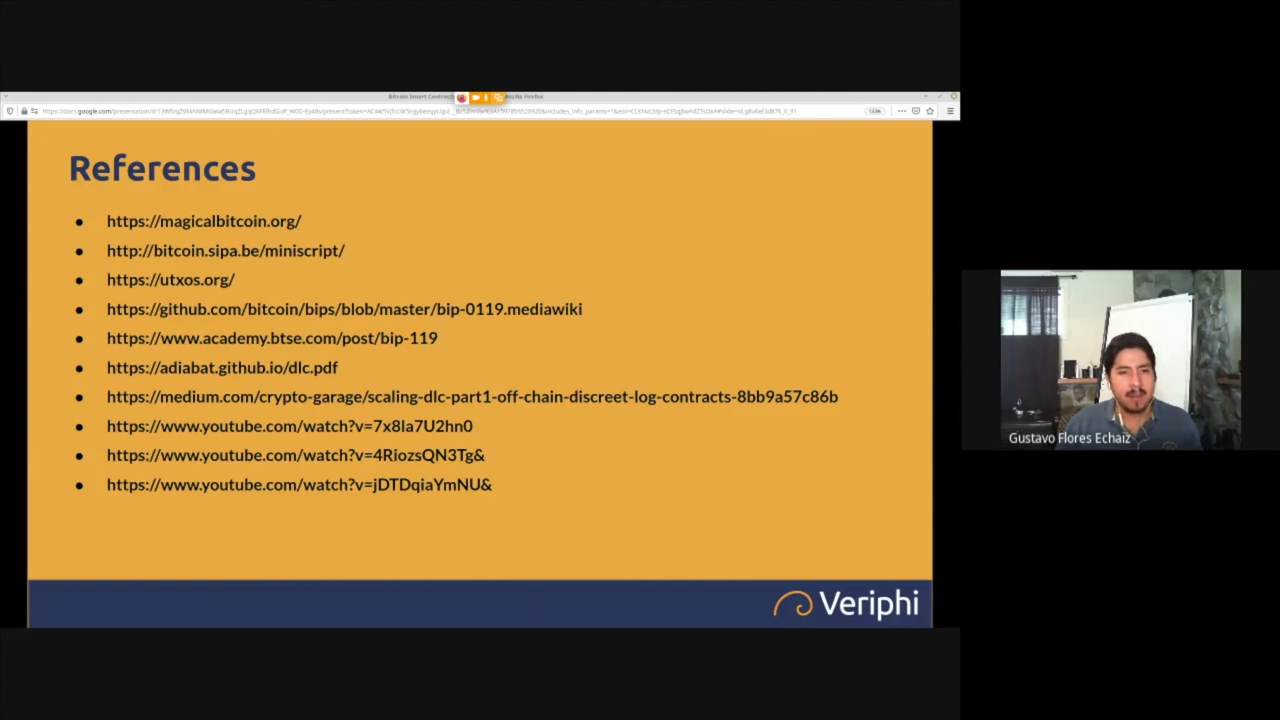 References
https://magicalbitcoin.org/
http://bitcoin.sipa.be/miniscript/
https://utxos.org/
https://github.com/bitcoin/bips/blob/master/bip-0119.mediawiki
https://www.academy.btse.com/post/bip-119
https://adiabat.github.io/dlc.pdf
https://medium.com/crypto-garage/scaling-dlc-part1-off-chain-discreet-log-contracts-8bb9a57c86b
https://www.youtube.com/watch?v=7x8la7U2hn0
https://www.youtube.com/watch?v=4RiozsQN3Tg&
https://www.youtube.com/watch?v=jDTDqiaYmNU&
Veriphi
Gustavo Flores Echaiz